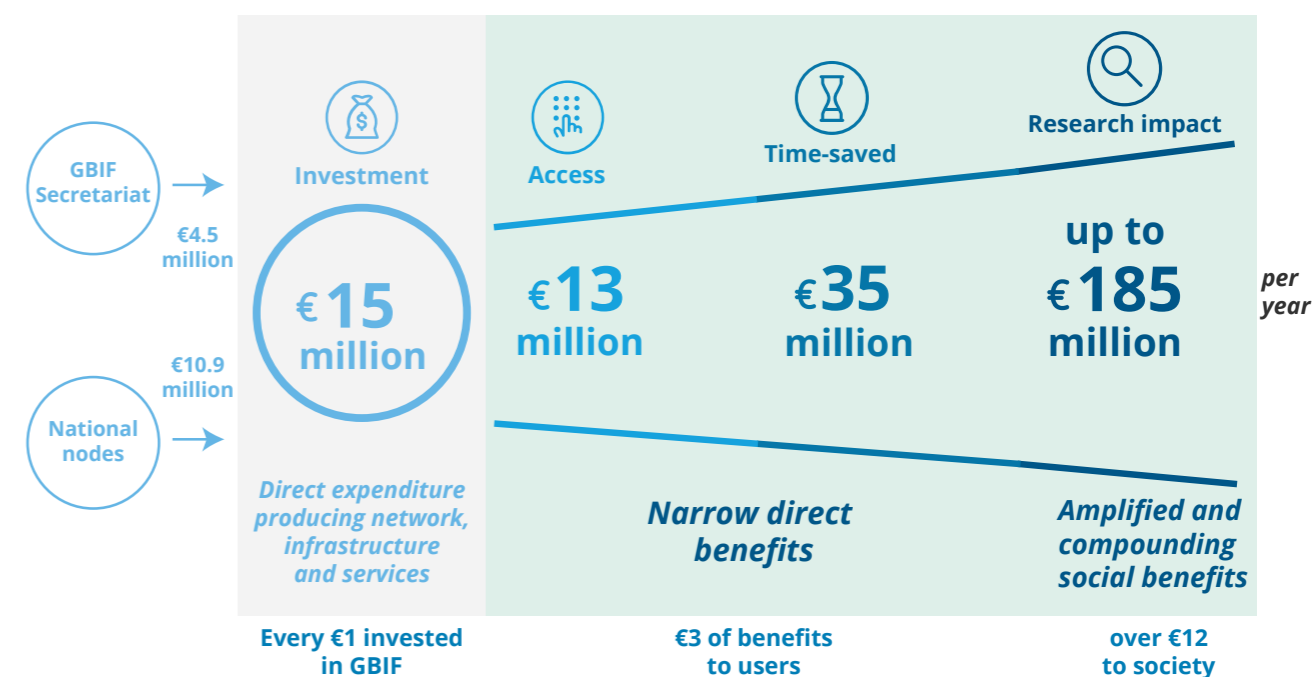 GBIF
Secretariat
€4.5
million
€10.9
million
National
nodes
$
Investment
€15
million
Direct expenditure
producing network,
infrastructure
and services
Every €1 invested
in GBIF
Access
€13
million
Time-saved
€35
million
Narrow direct
benefits
€3 of benefits
to users
Research impact
up to
€185
million
Amplified and
compounding
social benefits
over €12
to society
per
year